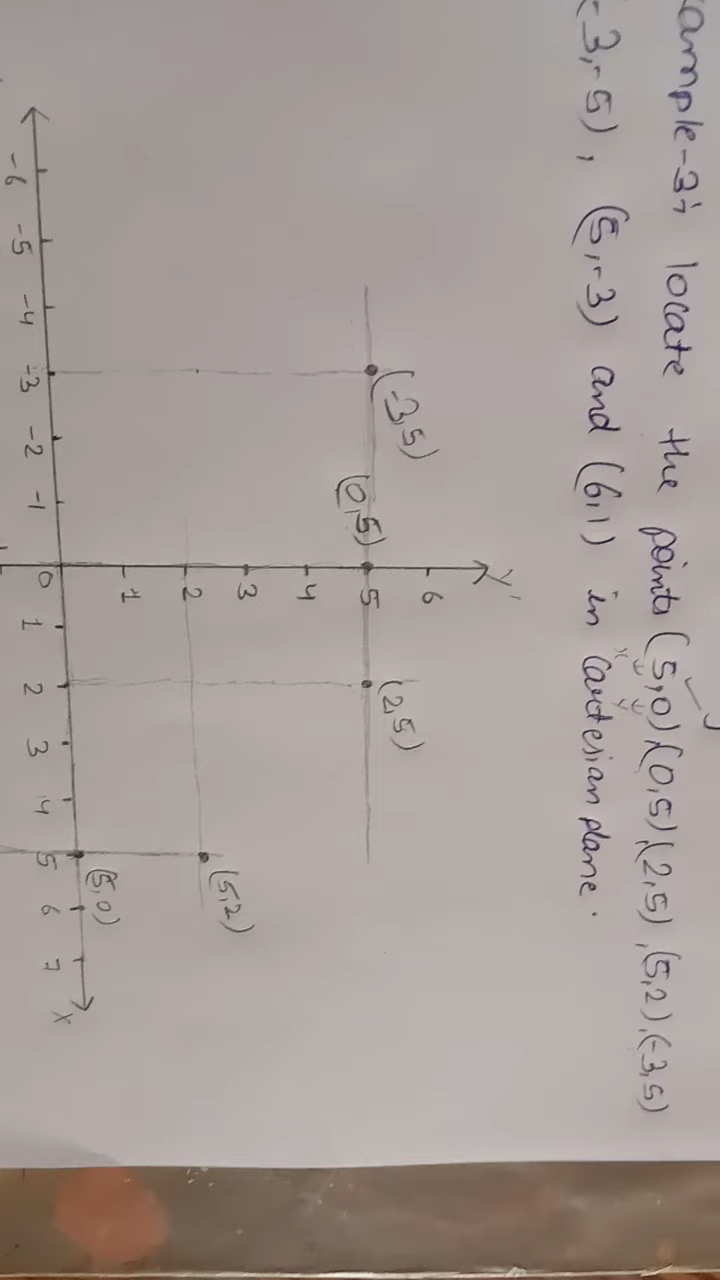 ample-3; locate the points (5,0),(0,5),(2,5),(5,2),(-3,5)
-3,-5), (5,-3) and (6,1) in Cartesian plane.
x y
Y'
6
(-3,5) (0,5) 5 (2,5)
4
3
2 (5,2)
1
(5,0)
-6 -5 -4 -3 -2 -1 0 1 2 3 4 5 6 7 X